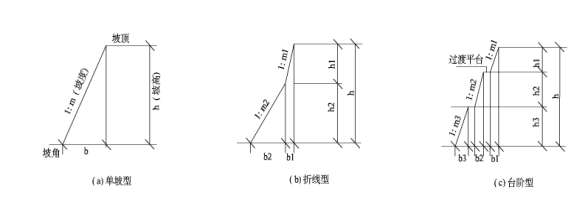 坡顶
1: m (坡度)
h (坡高)
坡角
b
(a) 单坡型
1: m1
1: m2
h1
h2
h
b2
b1
(b) 折线型
过渡平台
1: m1
1: m2
1: m3
h1
h2
h3
h
b3
b2
b1
(c) 台阶型